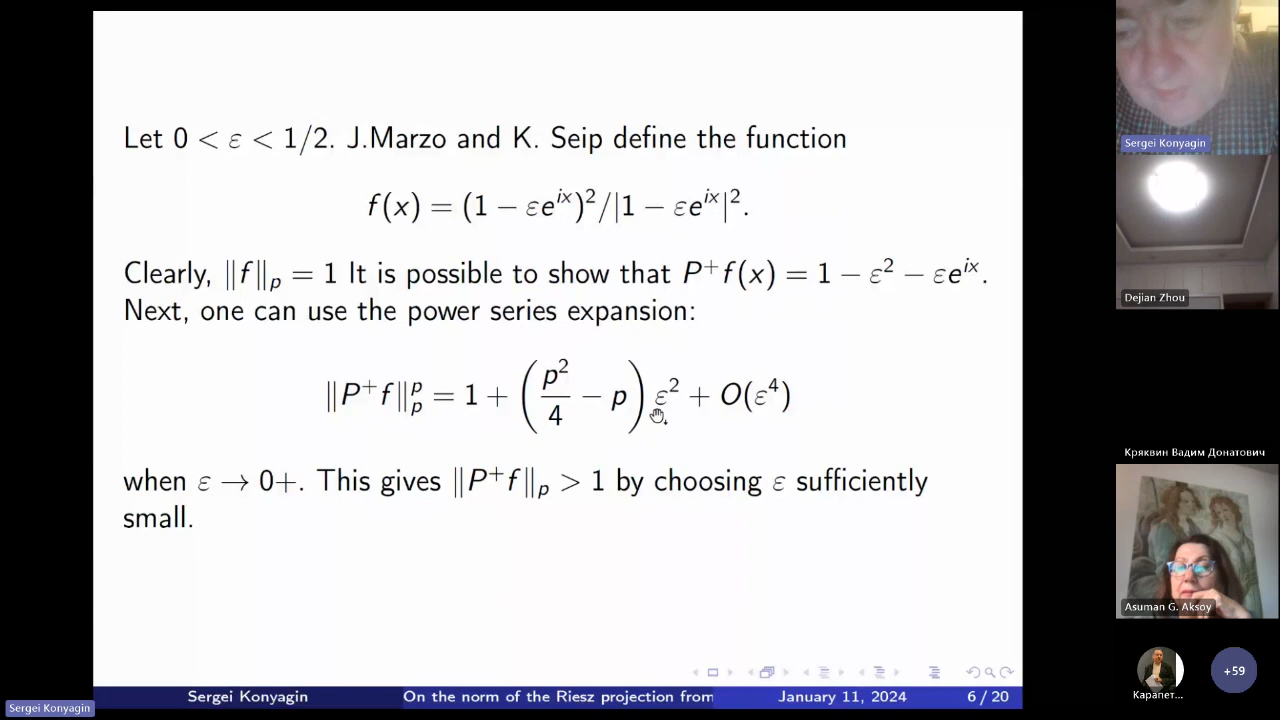 Let 0 < ε < 1/2. J.Marzo and K. Seip define the function
f(x) = (1 − εe^{ix})²/|1 − εe^{ix}|².
Clearly, ‖f‖_p = 1 It is possible to show that P⁺f(x) = 1 − ε² − εe^{ix}.
Next, one can use the power series expansion:
‖P⁺f‖_p^p = 1 + (p²/4 − p) ε² + O(ε⁴)
when ε → 0+. This gives ‖P⁺f‖_p > 1 by choosing ε sufficiently
small.
Sergei Konyagin
On the norm of the Riesz projection from
January 11, 2024
6 / 20
Sergei Konyagin
Sergei Konyagin
Dejian Zhou
Кряквин Вадим Донатович
Asuman G. Aksoy
Карапет...
+59